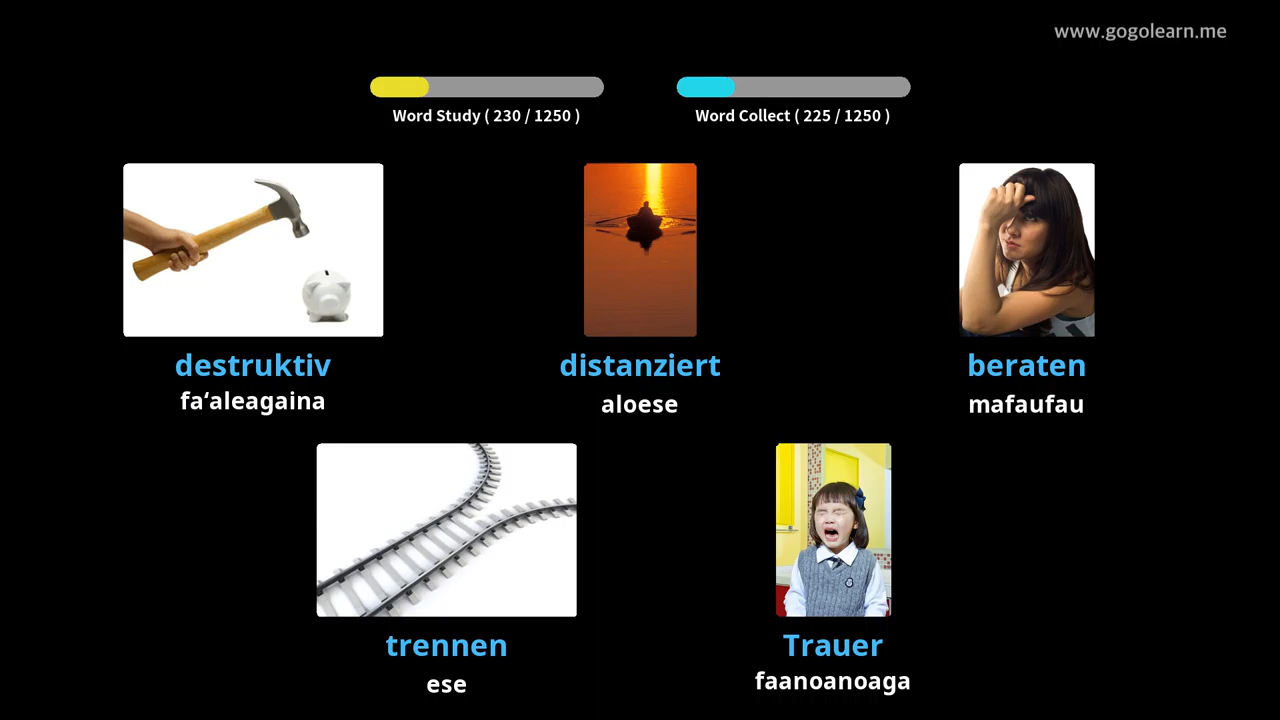 www.gogolearn.me
Word Study ( 230 / 1250 )
Word Collect ( 225 / 1250 )
destruktiv
fa‘aleagaina
distanziert
aloese
beraten
mafaufau
trennen
ese
Trauer
faanoanoaga